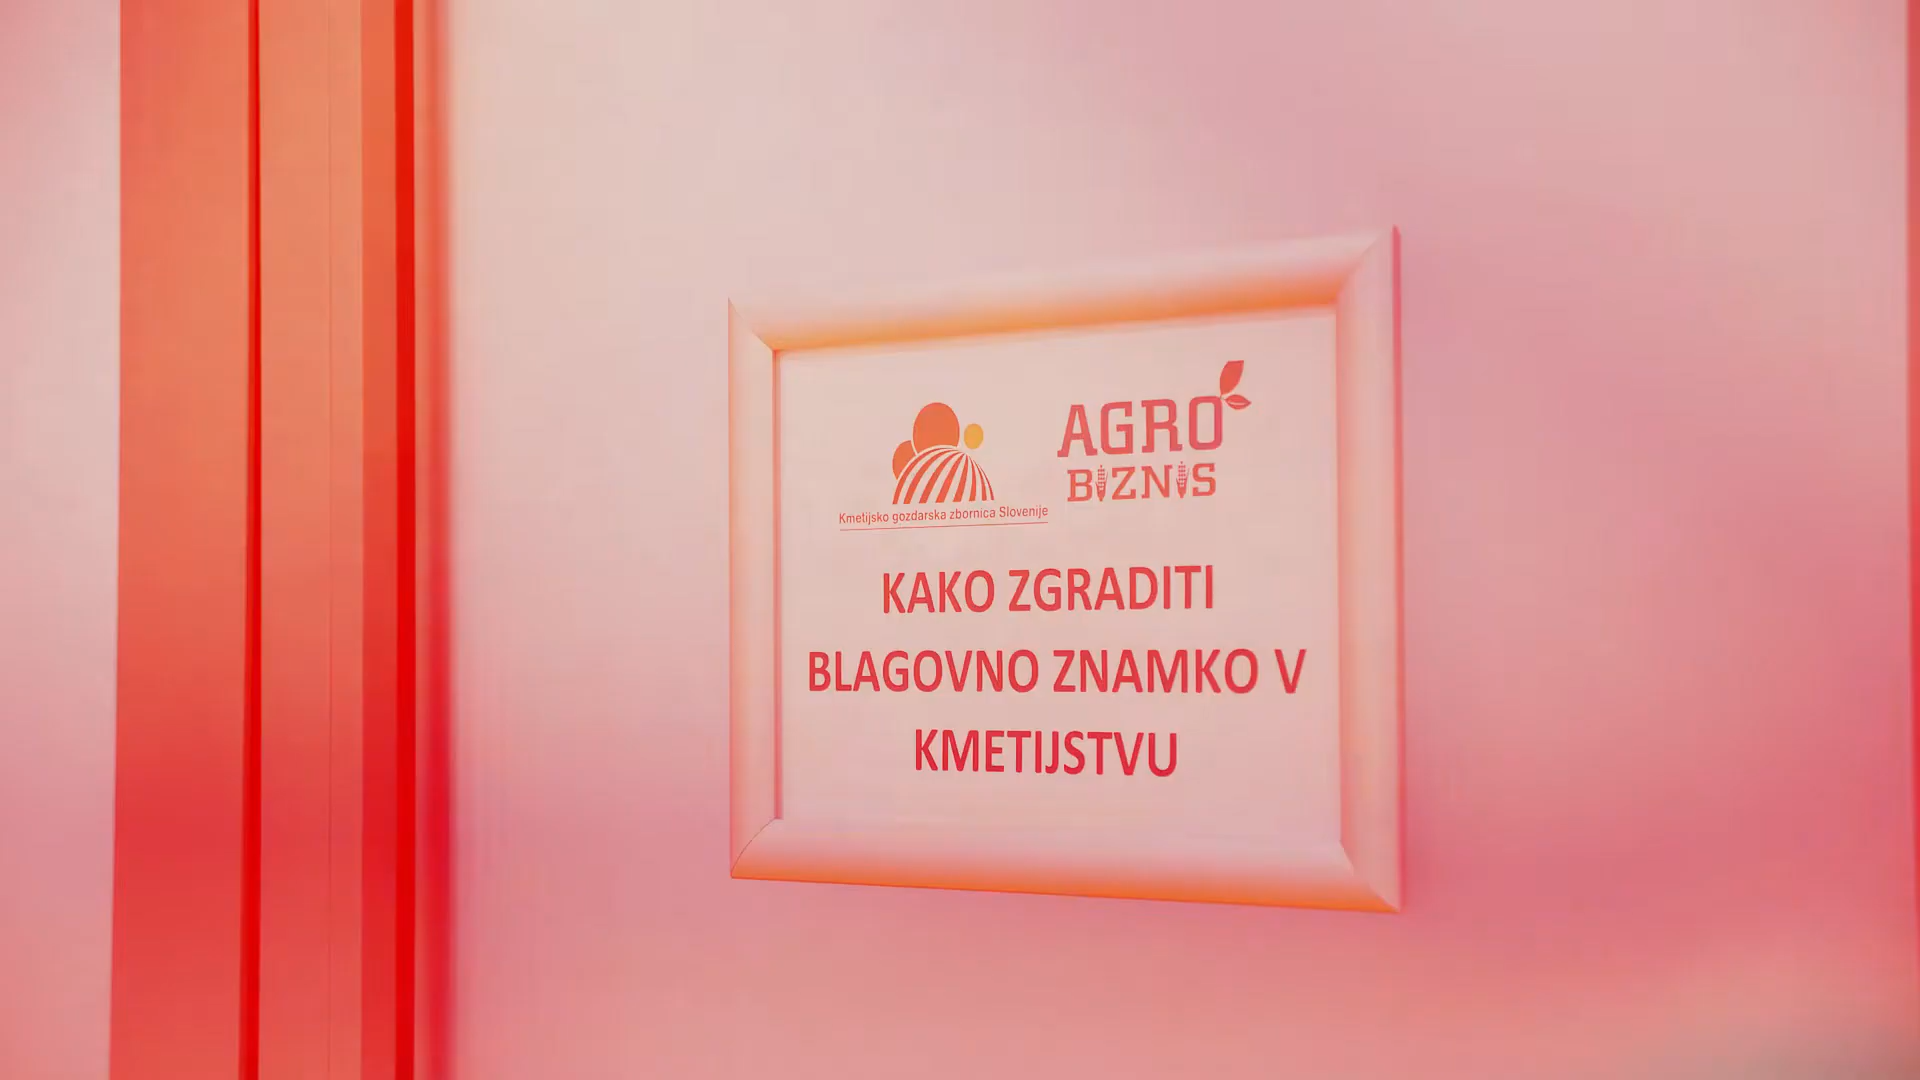 Kmetijsko gozdarska zbornica Slovenije
AGRO
BIZNIS
KAKO ZGRADITI
BLAGOVNO ZNAMKO V
KMETIJSTVU